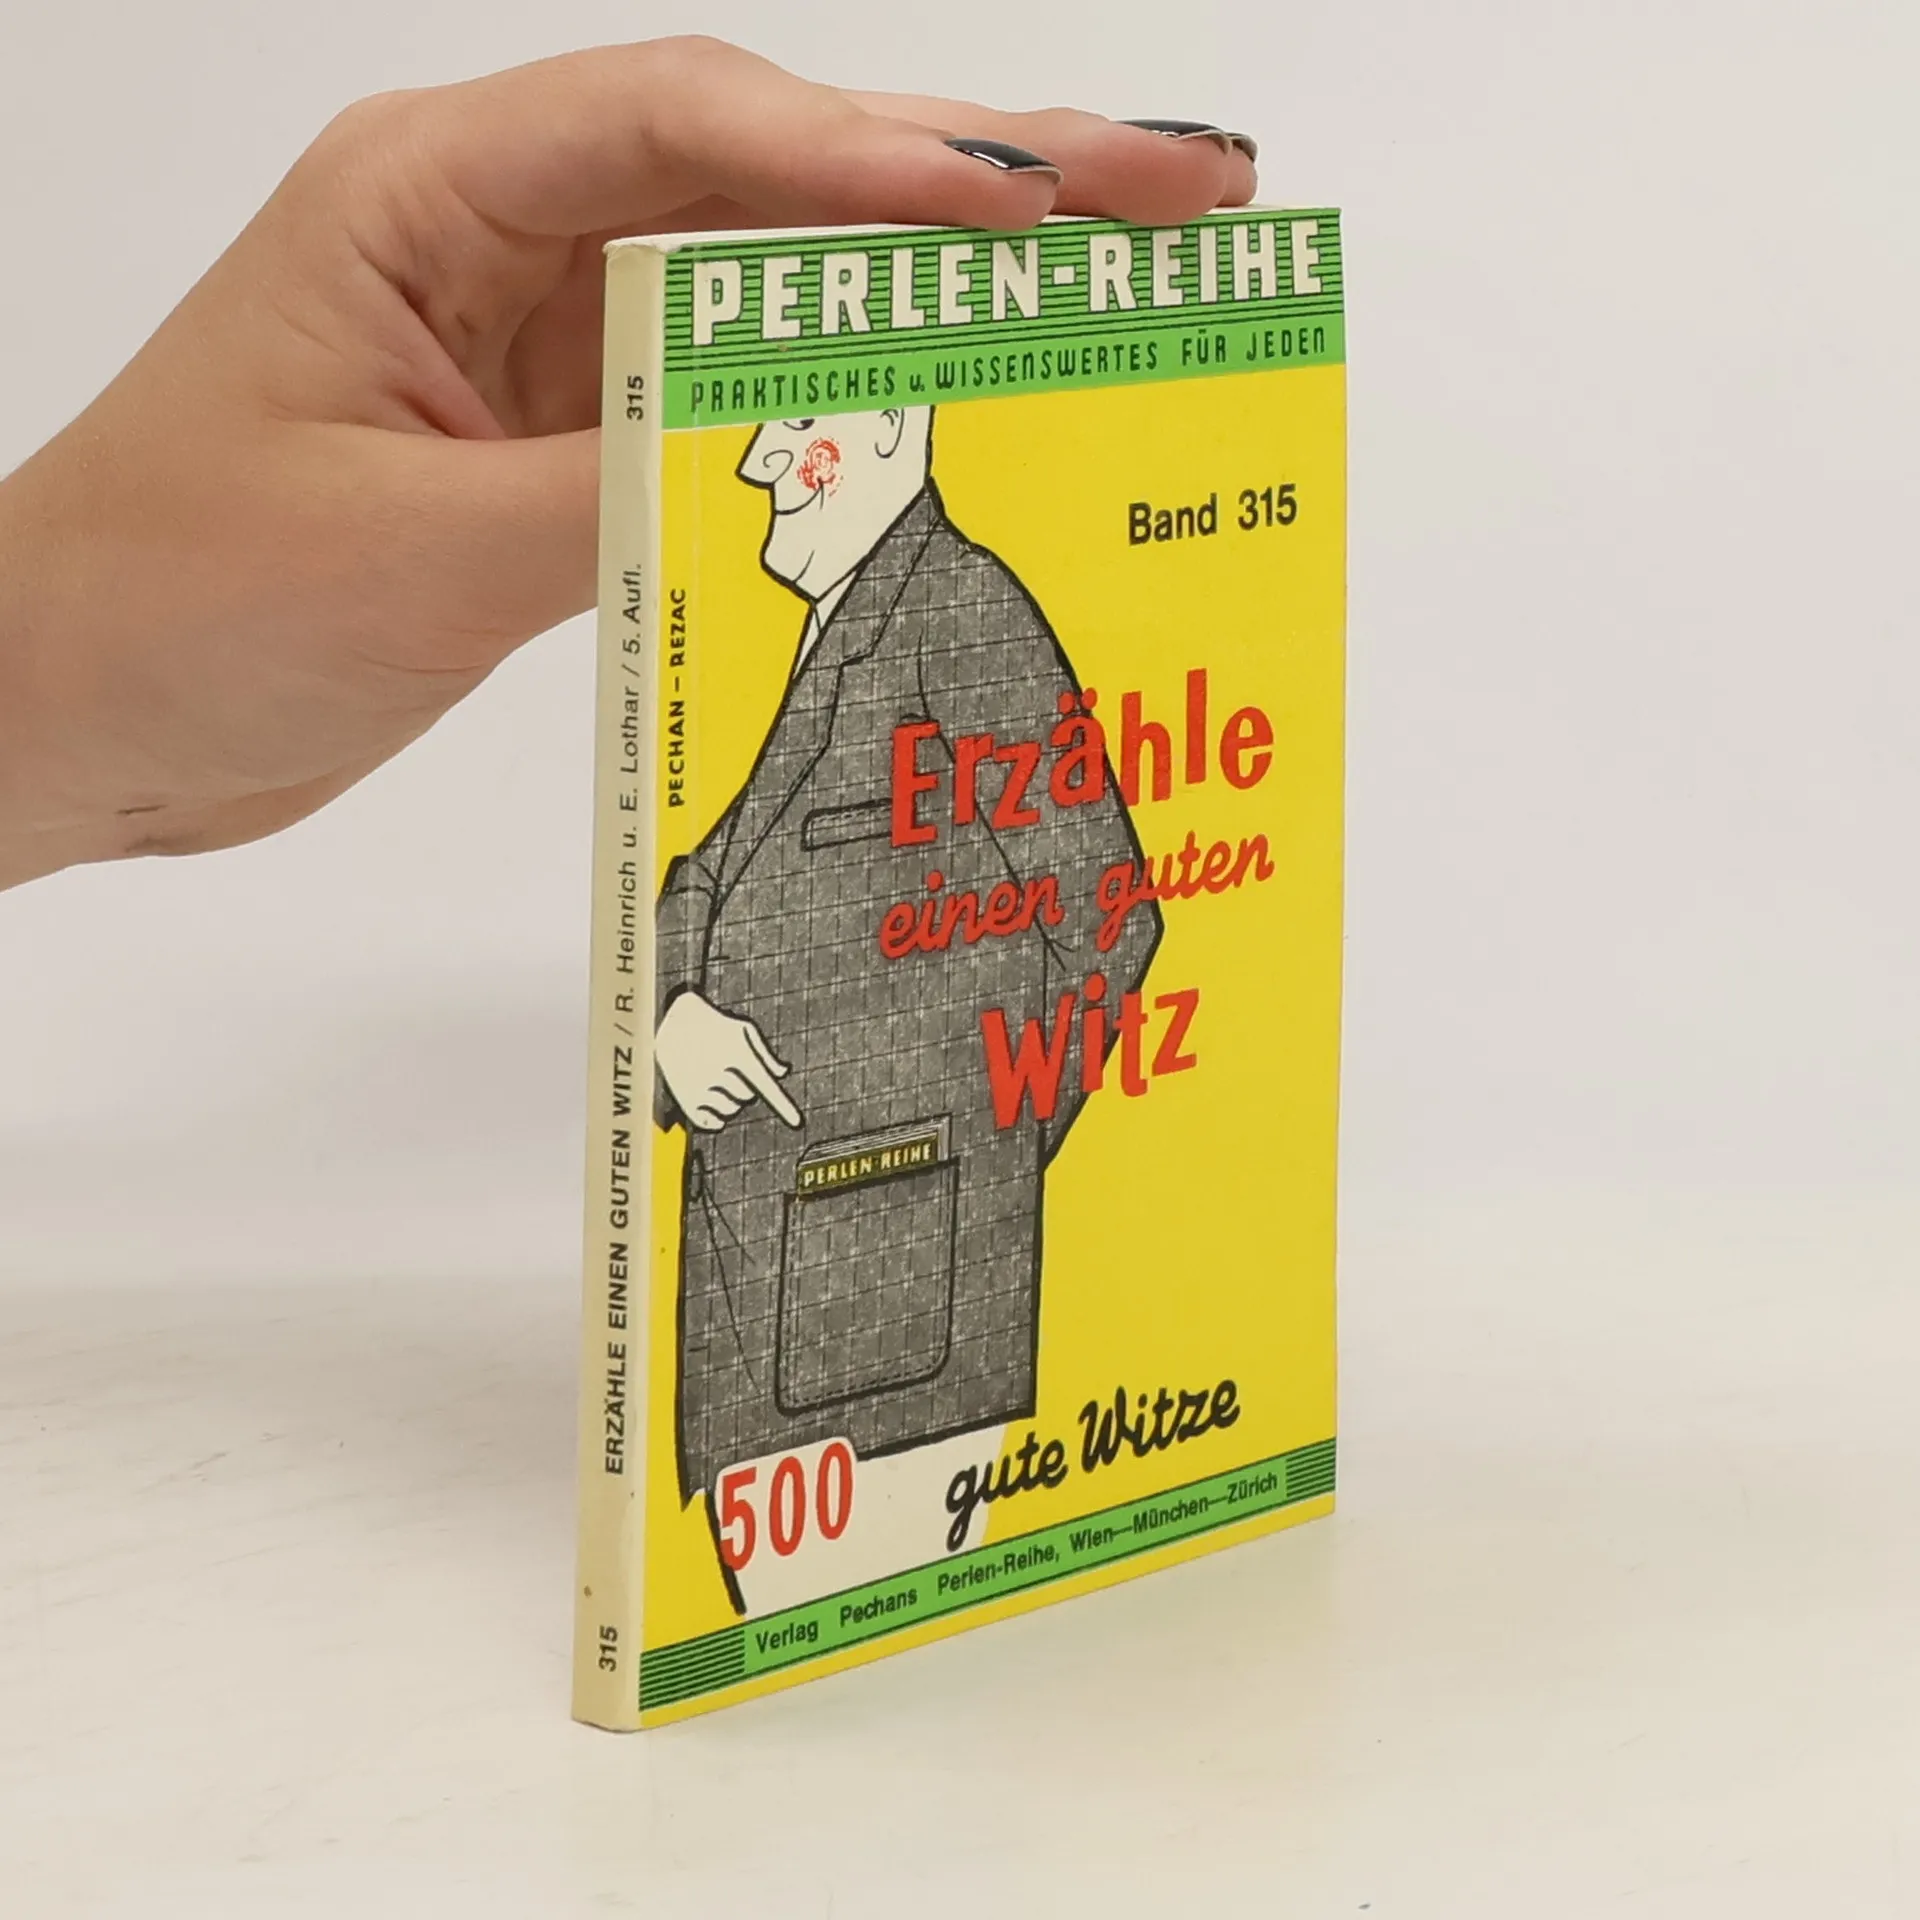 PERLEN-REIHE
PRAKTISCHES u. WISSENSWERTES FÜR JEDEN
Band 315
PECHAN – REZAC
Erzähle
einen guten
Witz
PERLEN-REIHE
500 gute Witze
Verlag Pechans Perlen-Reihe, Wien—München—Zürich
315
ERZÄHLE EINEN GUTEN WITZ / R. Heinrich u. E. Lothar / 5. Aufl.
315